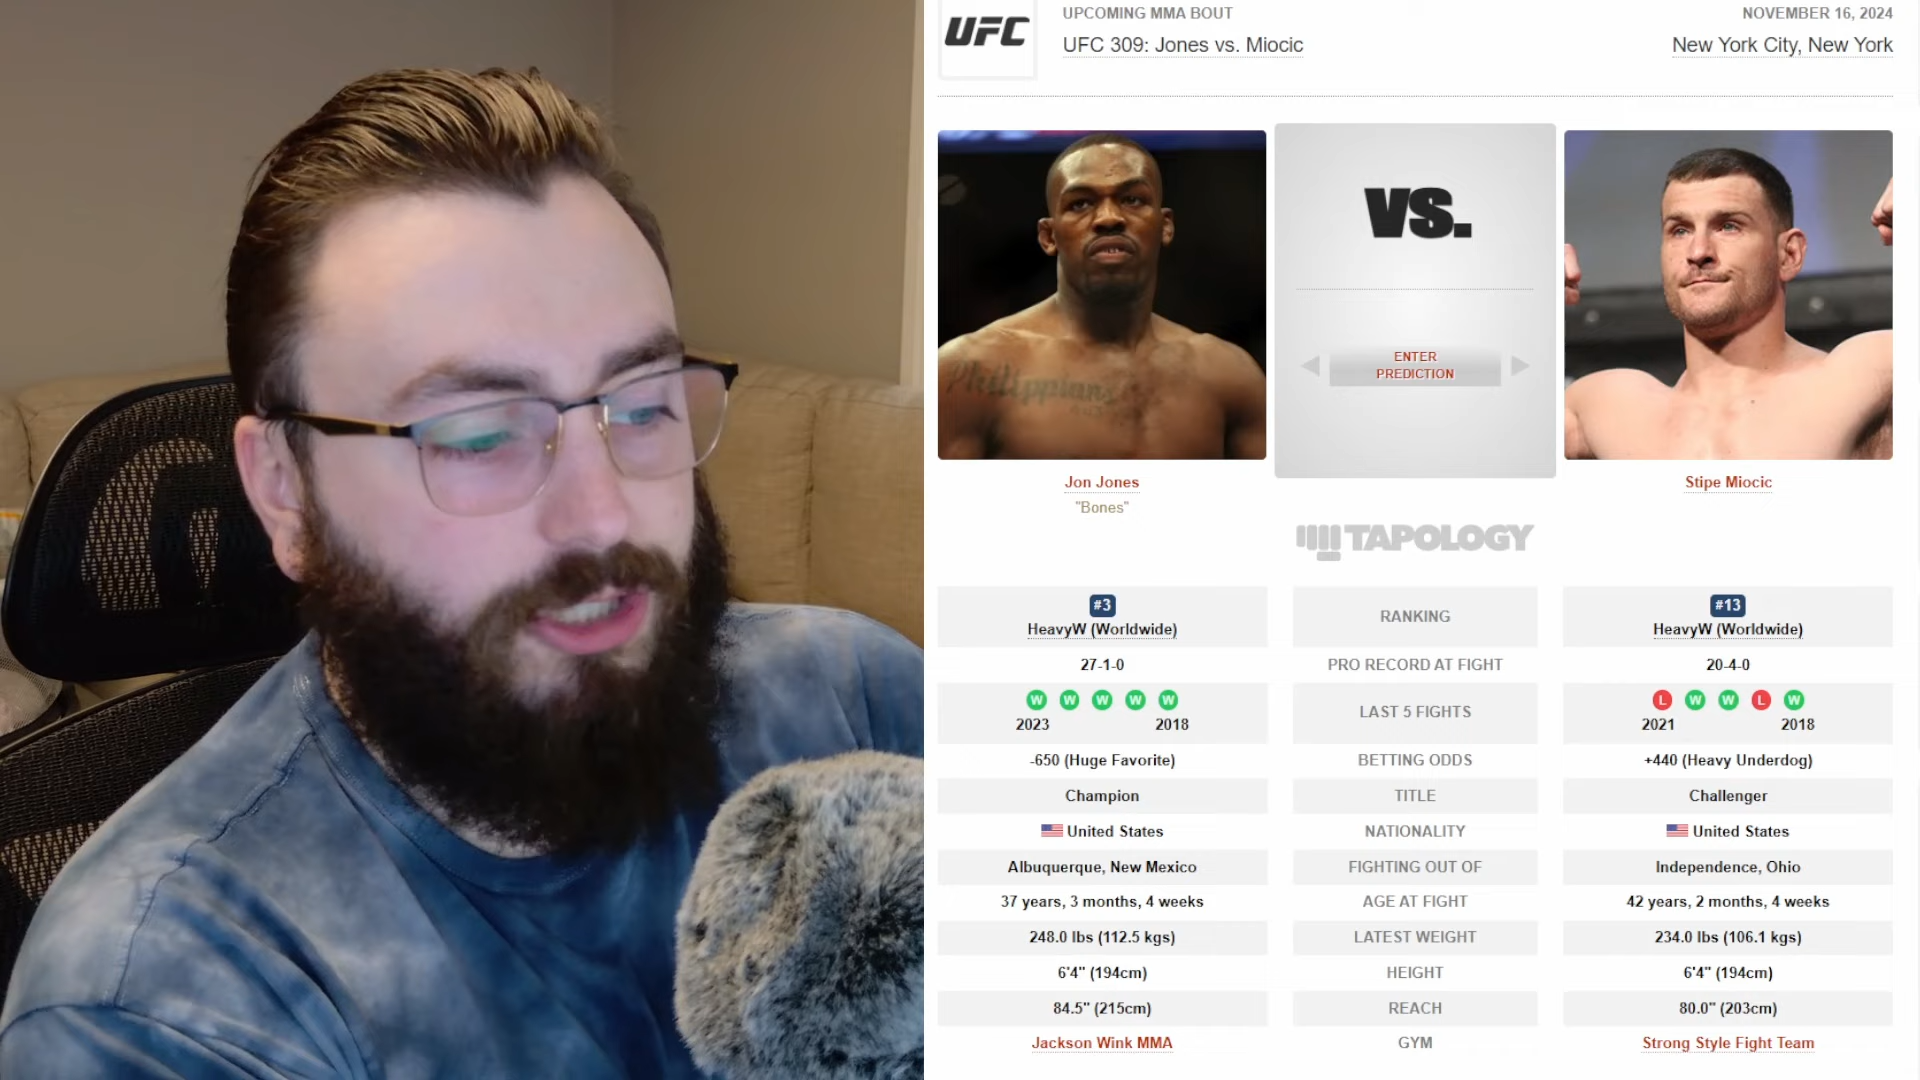 UFC
UPCOMING MMA BOUT
NOVEMBER 16, 2024
UFC 309: Jones vs. Miocic
New York City, New York
VS.
ENTER
PREDICTION
Philippians
Jon Jones
"Bones"
Stipe Miocic
TAPOLOGY
#3
HeavyW (Worldwide)
RANKING
#13
HeavyW (Worldwide)
27-1-0
PRO RECORD AT FIGHT
20-4-0
W W W W W
2023 2018
LAST 5 FIGHTS
L W W L W
2021 2018
-650 (Huge Favorite)
BETTING ODDS
+440 (Heavy Underdog)
Champion
TITLE
Challenger
United States
NATIONALITY
United States
Albuquerque, New Mexico
FIGHTING OUT OF
Independence, Ohio
37 years, 3 months, 4 weeks
AGE AT FIGHT
42 years, 2 months, 4 weeks
248.0 lbs (112.5 kgs)
LATEST WEIGHT
234.0 lbs (106.1 kgs)
6'4" (194cm)
HEIGHT
6'4" (194cm)
84.5" (215cm)
REACH
80.0" (203cm)
Jackson Wink MMA
GYM
Strong Style Fight Team